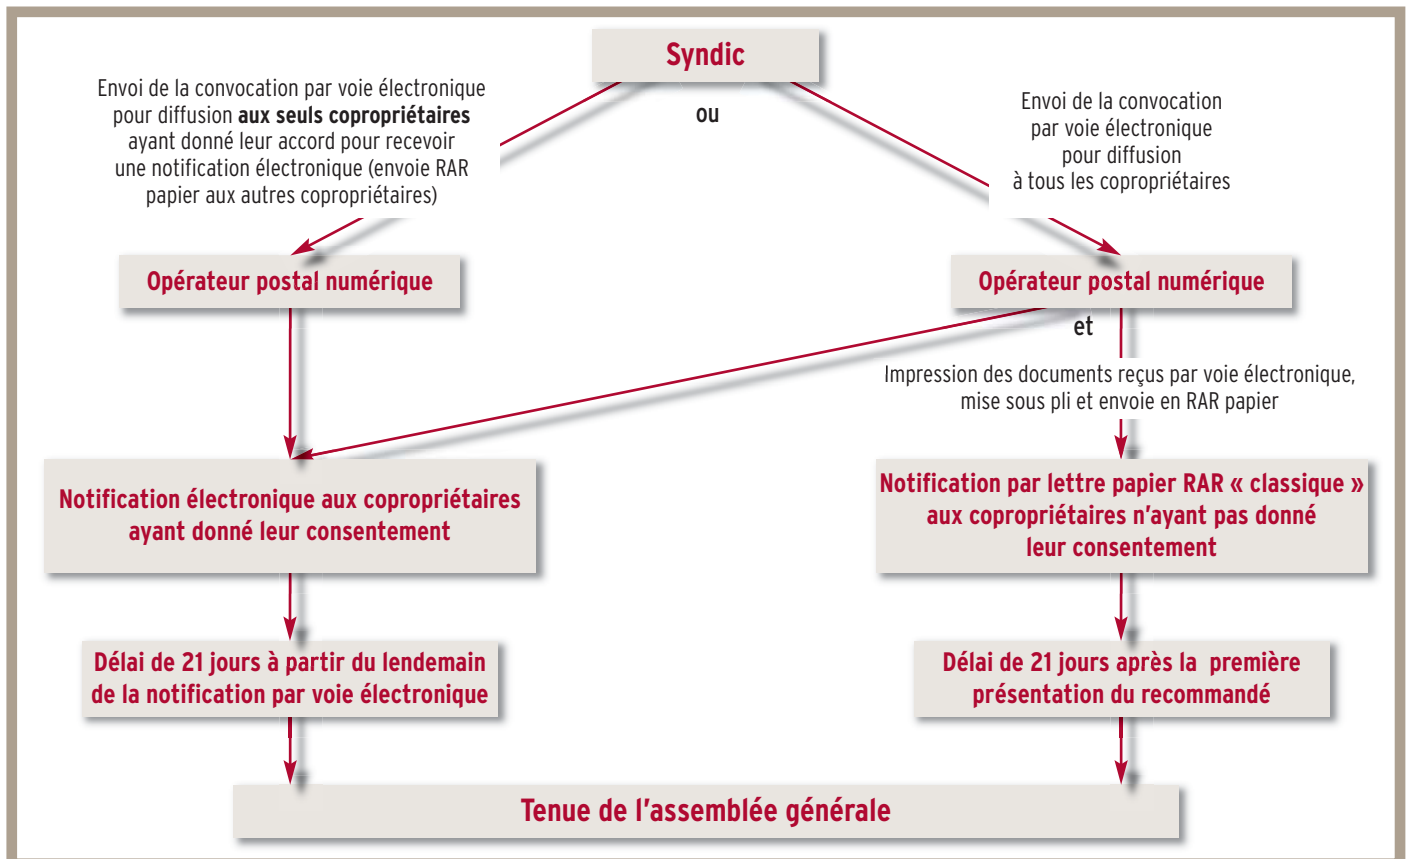 Syndic
Envoi de la convocation par voie électronique
pour diffusion aux seuls copropriétaires
ayant donné leur accord pour recevoir
une notification électronique (envoie RAR
papier aux autres copropriétaires)
ou
Envoi de la convocation
par voie électronique
pour diffusion
à tous les copropriétaires
Opérateur postal numérique
Opérateur postal numérique
et
Impression des documents reçus par voie électronique,
mise sous pli et envoie en RAR papier
Notification électronique aux copropriétaires
ayant donné leur consentement
Notification par lettre papier RAR « classique »
aux copropriétaires n'ayant pas donné
leur consentement
Délai de 21 jours à partir du lendemain
de la notification par voie électronique
Délai de 21 jours après la première
présentation du recommandé
Tenue de l'assemblée générale